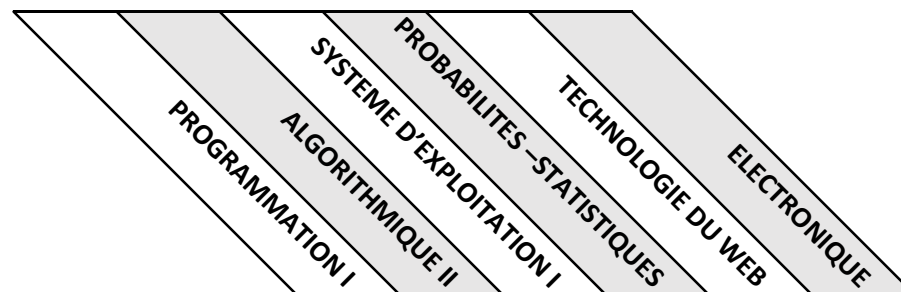 PROGRAMMATION I
ALGORITHMIQUE II
SYSTEME D’EXPLOITATION I
PROBABILITES –STATISTIQUES
TECHNOLOGIE DU WEB
ELECTRONIQUE